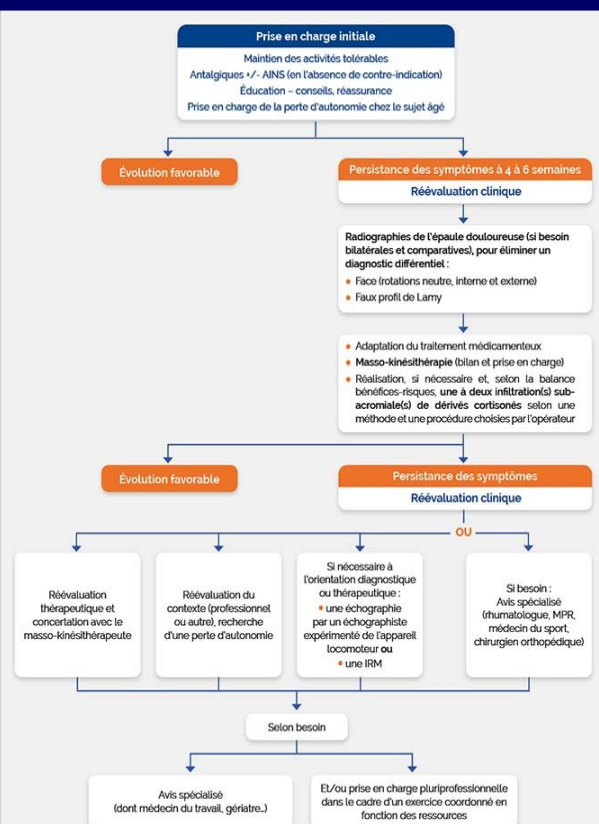 Prise en charge initiale
Maintien des activités tolérables
Antalgiques +/- AINS (en l'absence de contre-indication)
Éducation – conseils, réassurance
Prise en charge de la perte d'autonomie chez le sujet âgé
Évolution favorable
Persistance des symptômes à 4 à 6 semaines
Réévaluation clinique
Radiographies de l'épaule douloureuse (si besoin
bilatérales et comparatives), pour éliminer un
diagnostic différentiel :
• Face (rotations neutre, interne et externe)
• Faux profil de Lamy
• Adaptation du traitement médicamenteux
• Masso-kinésithérapie (bilan et prise en charge)
• Réalisation, si nécessaire et, selon la balance
bénéfices-risques, une à deux infiltration(s) sub-
acromiale(s) de dérivés cortisonés selon une
méthode et une procédure choisies par l'opérateur
Évolution favorable
Persistance des symptômes
Réévaluation clinique
OU
Réévaluation
thérapeutique et
concertation avec le
masso-kinésithérapeute
Réévaluation du
contexte (professionnel
ou autre), recherche
d'une perte d'autonomie
Si nécessaire à
l'orientation diagnostique
ou thérapeutique :
• une échographie
par un échographiste
expérimenté de l'appareil
locomoteur ou
• une IRM
Si besoin :
Avis spécialisé
(rhumatologue, MPR,
médecin du sport,
chirurgien orthopédique)
Selon besoin
Avis spécialisé
(dont médecin du travail, gériatre…)
Et/ou prise en charge pluriprofessionnelle
dans le cadre d'un exercice coordonné en
fonction des ressources